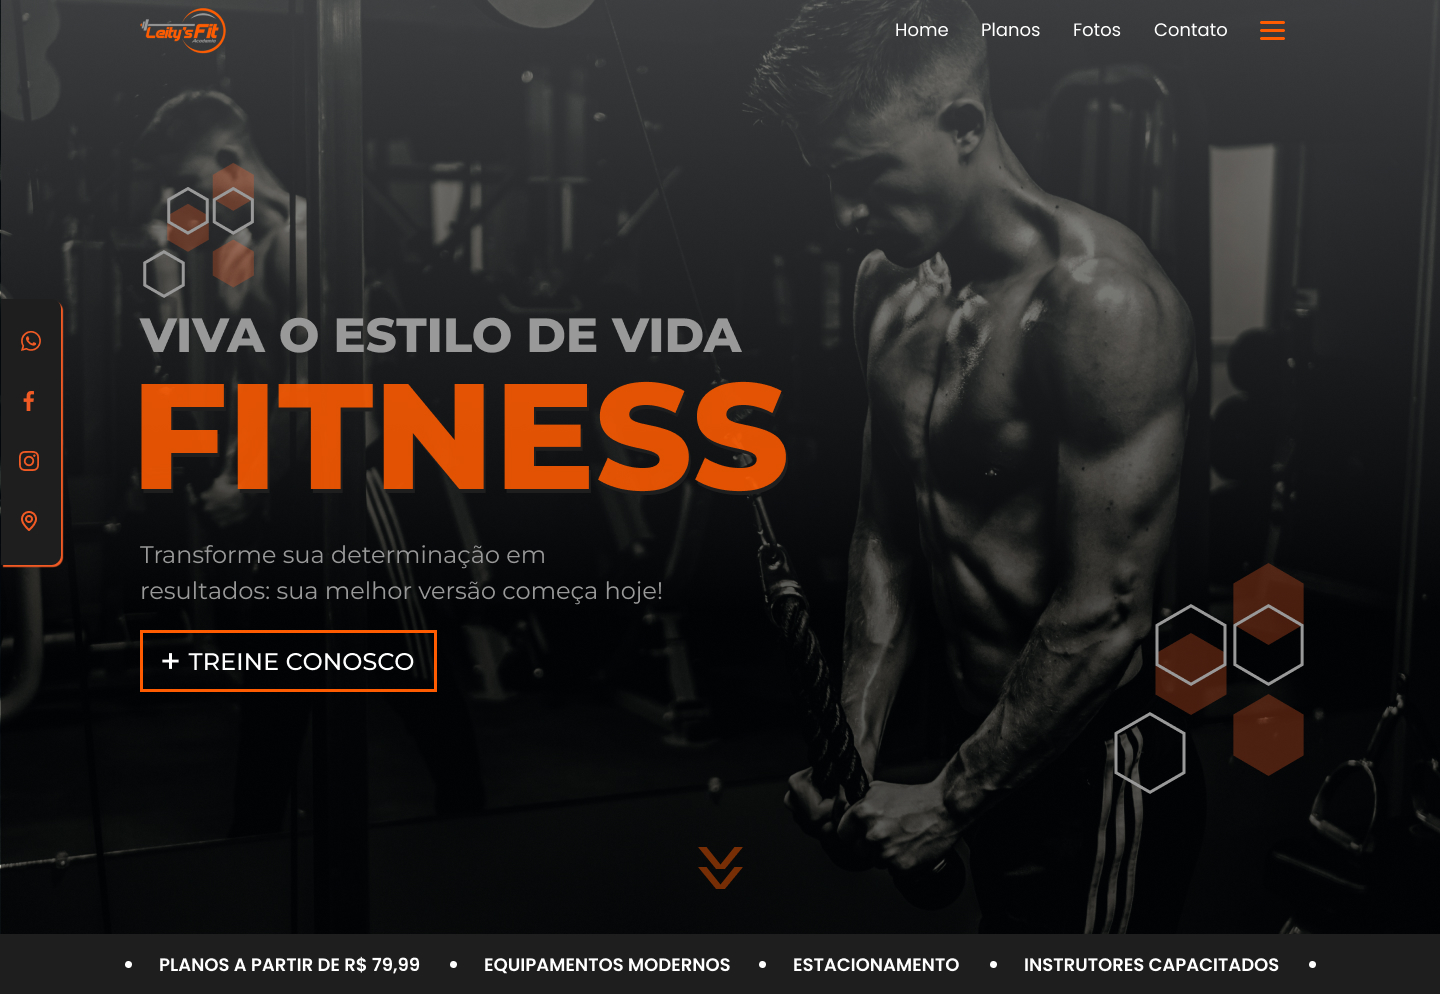 Leity's Fit
Academia
Home
Planos
Fotos
Contato
VIVA O ESTILO DE VIDA
FITNESS
Transforme sua determinação em
resultados: sua melhor versão começa hoje!
+ TREINE CONOSCO
• PLANOS A PARTIR DE R$ 79,99 • EQUIPAMENTOS MODERNOS • ESTACIONAMENTO • INSTRUTORES CAPACITADOS •